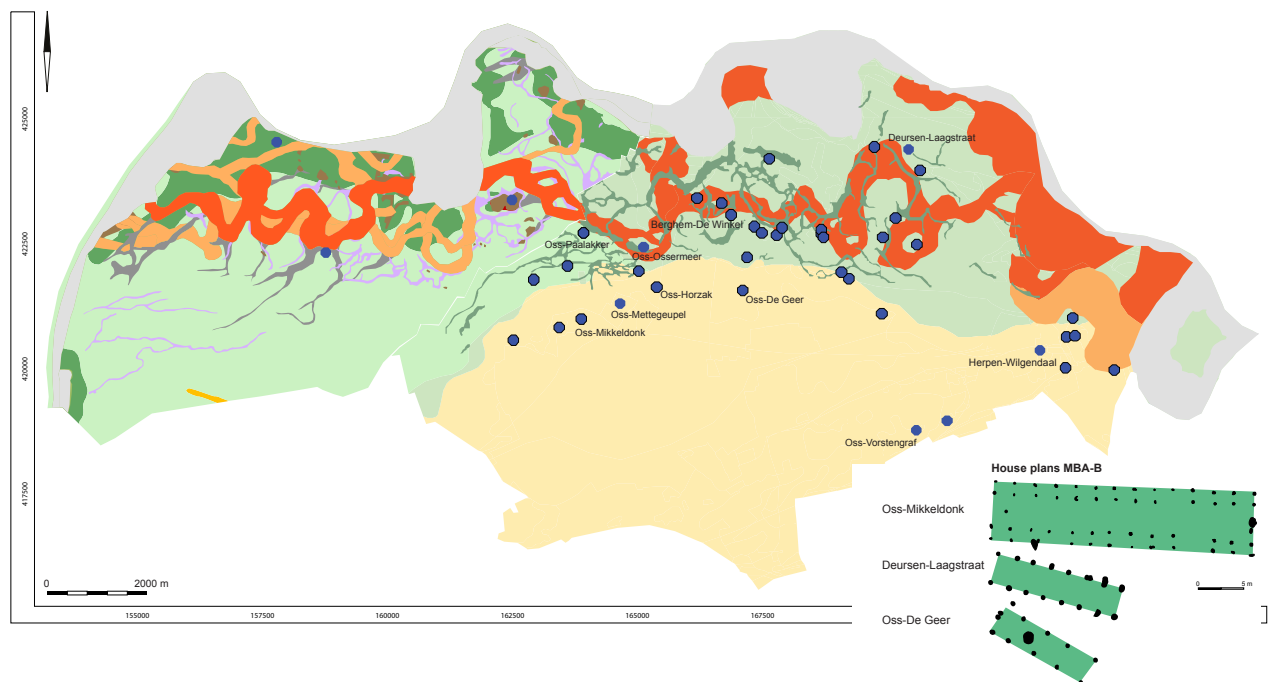 425000
Deursen-Laagstraat
Berghem-De Winkel
422500
Oss-Paalakker
Oss-Ossermeer
Oss-Horzak
Oss-De Geer
Oss-Mettegeupel
Oss-Mikkeldonk
420000
Herpen-Wilgendaal
Oss-Vorstengraf
House plans MBA-B
417500
Oss-Mikkeldonk
Deursen-Laagstraat
0 2000 m
0 5 m
155000 157500 160000 162500 165000 167500
Oss-De Geer